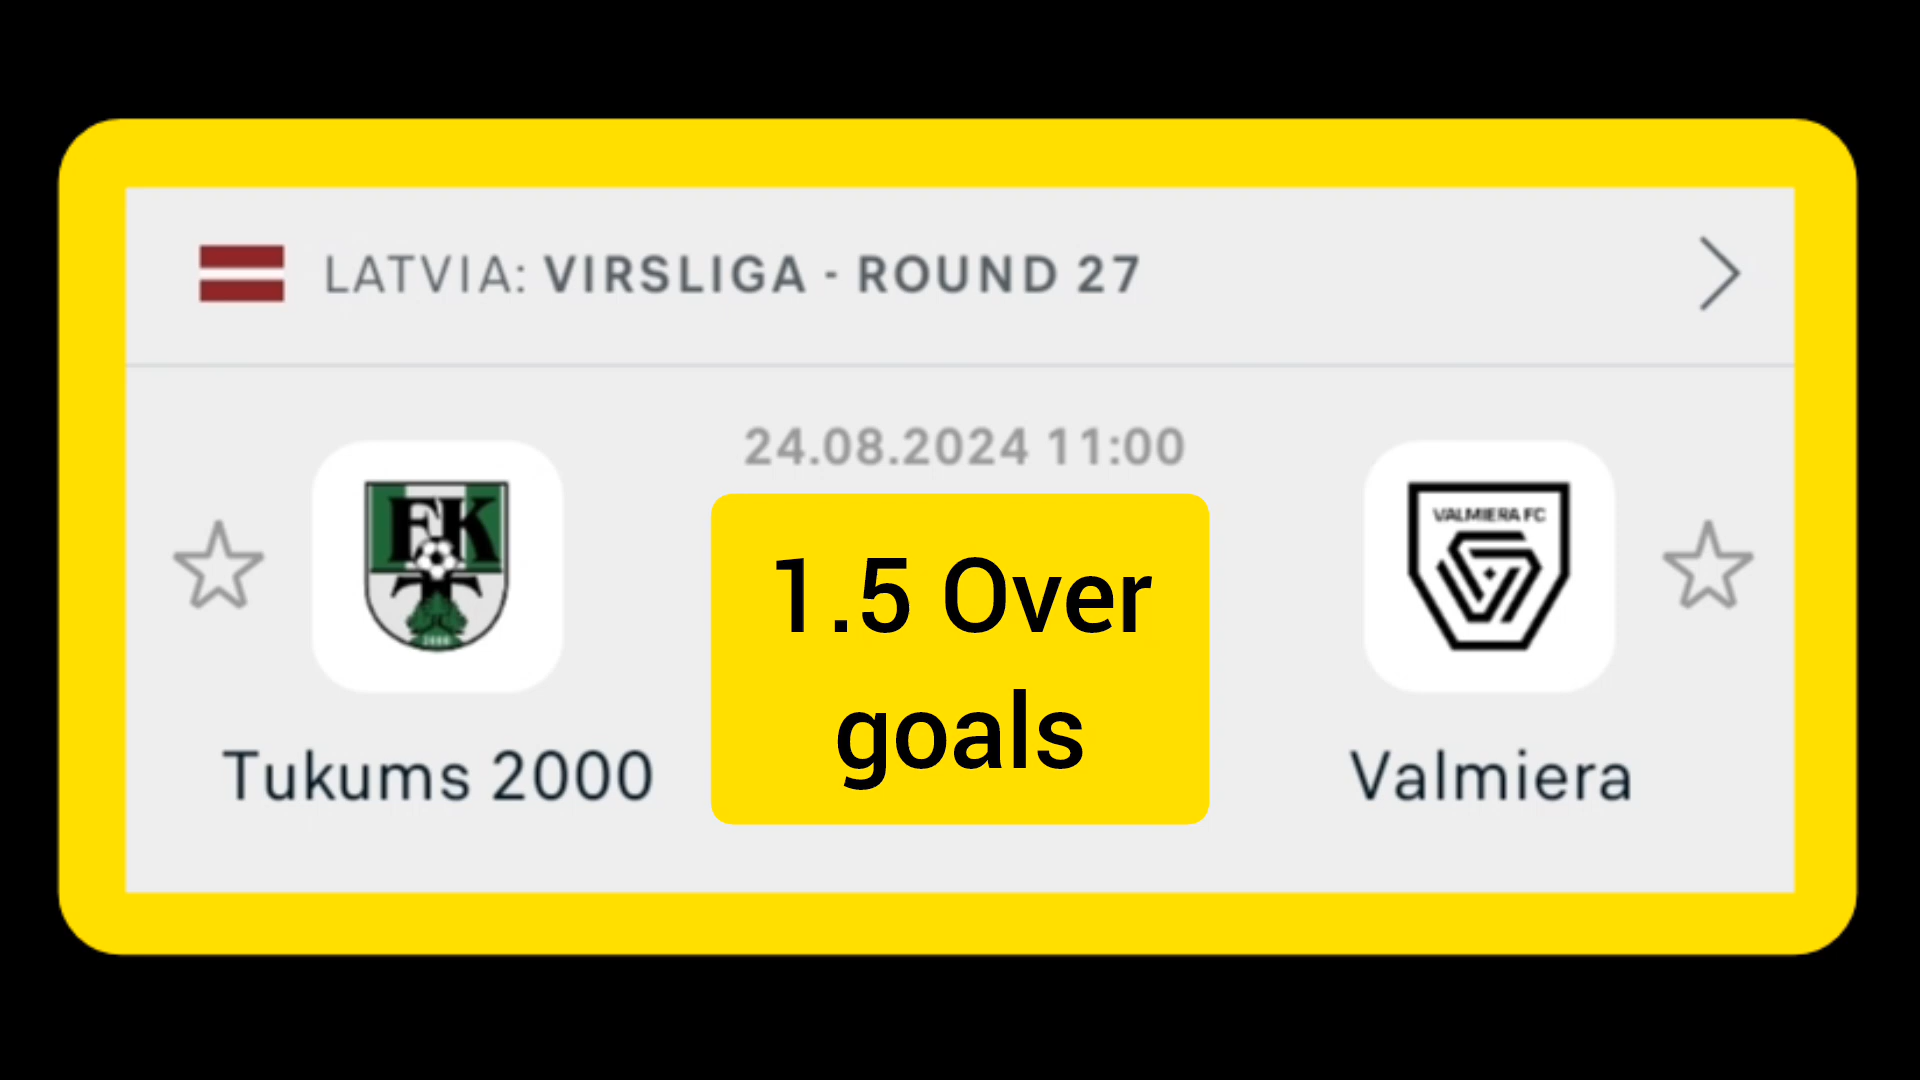 LATVIA: VIRSLIGA - ROUND 27
24.08.2024 11:00
FK
T
2000
VALMIERA FC
1.5 Over
goals
Tukums 2000
Valmiera